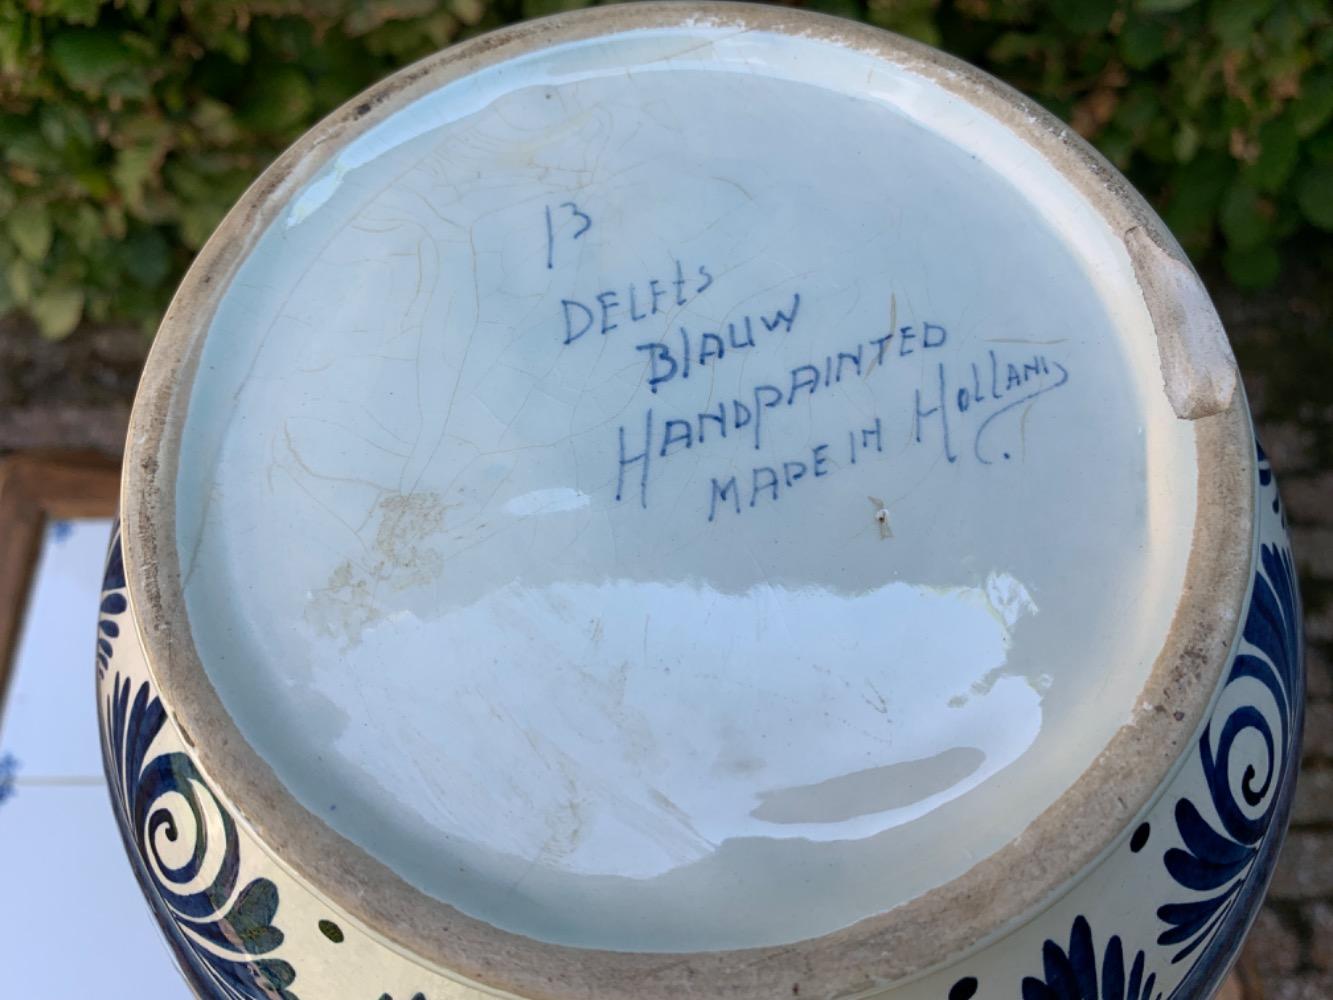 13
DELFts
BlAUW
HANDPAINTED
MADE IN HollAND
C.